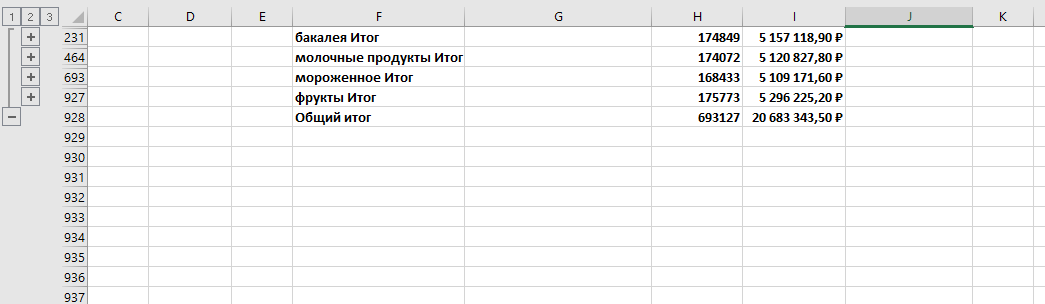 1 2 3 C D E F G H I J K
231 бакалея Итог 174849 5 157 118,90 ₽
464 молочные продукты Итог 174072 5 120 827,80 ₽
693 мороженное Итог 168433 5 109 171,60 ₽
927 фрукты Итог 175773 5 296 225,20 ₽
928 Общий итог 693127 20 683 343,50 ₽
929
930
931
932
933
934
935
936
937